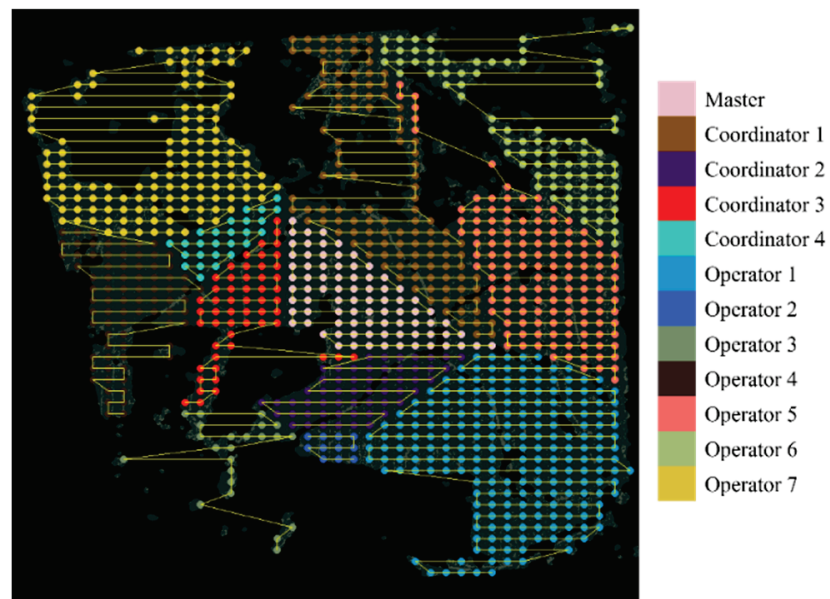 Master
Coordinator 1
Coordinator 2
Coordinator 3
Coordinator 4
Operator 1
Operator 2
Operator 3
Operator 4
Operator 5
Operator 6
Operator 7